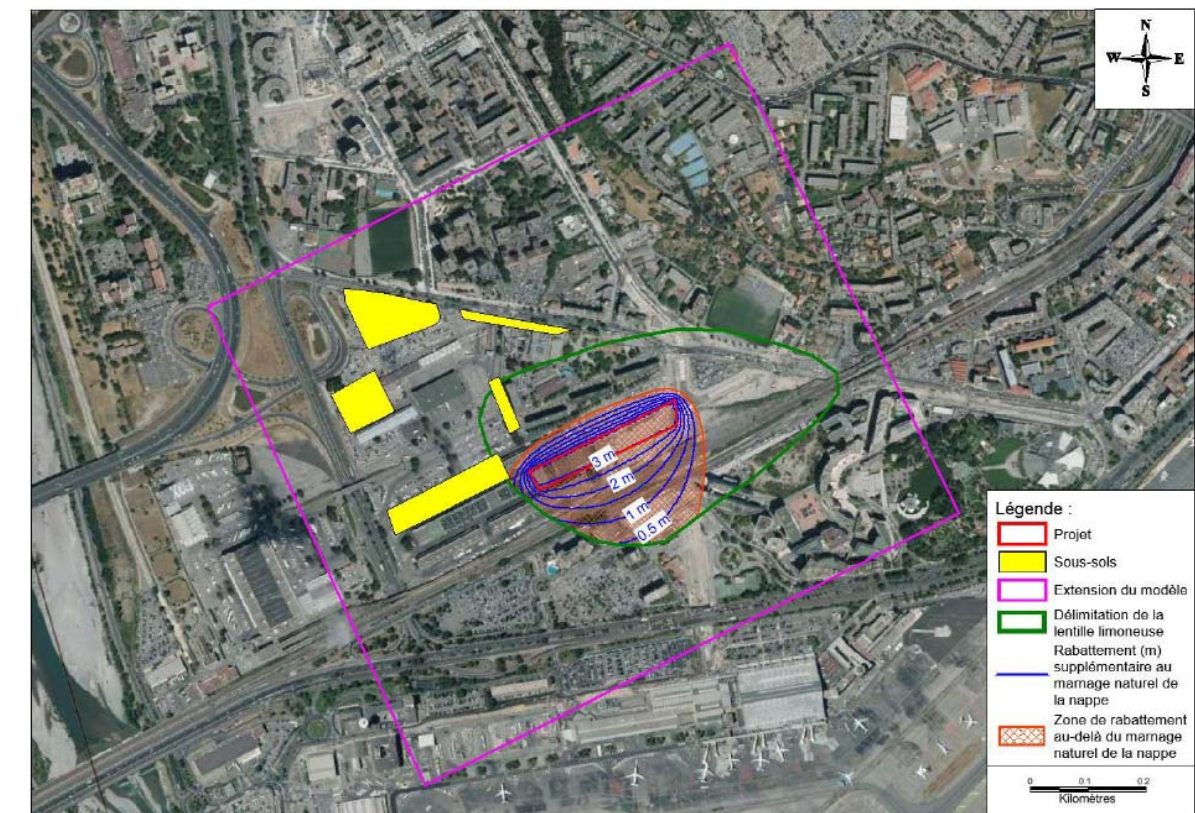 N
W E
S
3 m
2 m
1 m
0.5 m
Légende :
Projet
Sous-sols
Extension du modèle
Délimitation de la
lentille limoneuse
Rabattement (m)
supplémentaire au
marnage naturel de
la nappe
Zone de rabattement
au-delà du marnage
naturel de la nappe
0 0.1 0.2
Kilomètres